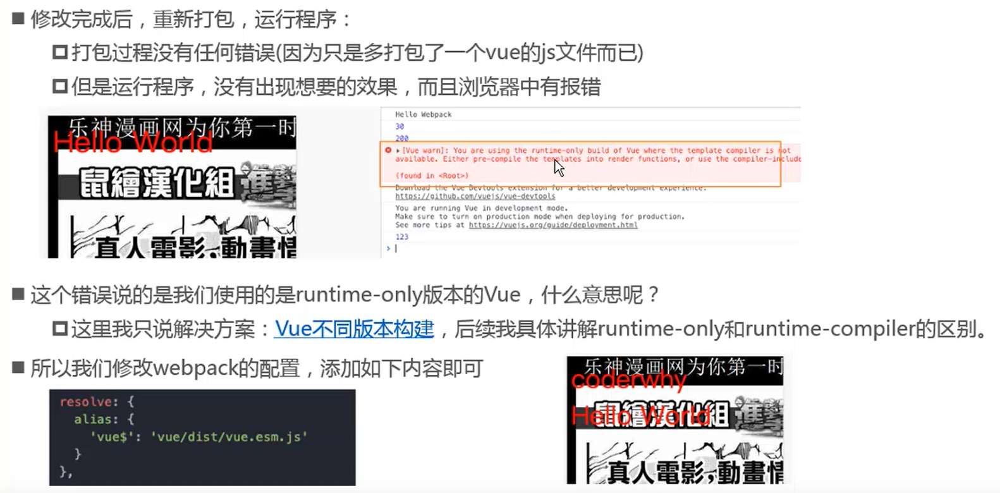 修改完成后，重新打包，运行程序：
打包过程没有任何错误(因为只是多打包了一个vue的js文件而已)
但是运行程序，没有出现想要的效果，而且浏览器中有报错
乐神漫画网为你第一时
Hello World
鼠繪漢化組 進擊
真人電影,動畫情
Hello Webpack
30
200
[Vue warn]: You are using the runtime-only build of Vue where the template compiler is not
available. Either pre-compile the templates into render functions, or use the compiler-include
(found in <Root>)
Download the Vue Devtools extension for a better development experience:
https://github.com/vuejs/vue-devtools
You are running Vue in development mode.
Make sure to turn on production mode when deploying for production.
See more tips at https://vuejs.org/guide/deployment.html
123
>
这个错误说的是我们使用的是runtime-only版本的Vue，什么意思呢？
这里我只说解决方案：Vue不同版本构建，后续我具体讲解runtime-only和runtime-compiler的区别。
所以我们修改webpack的配置，添加如下内容即可
resolve: {
alias: {
'vue$': 'vue/dist/vue.esm.js'
}
},
乐神漫画网为你第一时
coderwhy
鼠繪漢化組 進
Hello World
真人電影,動畫情